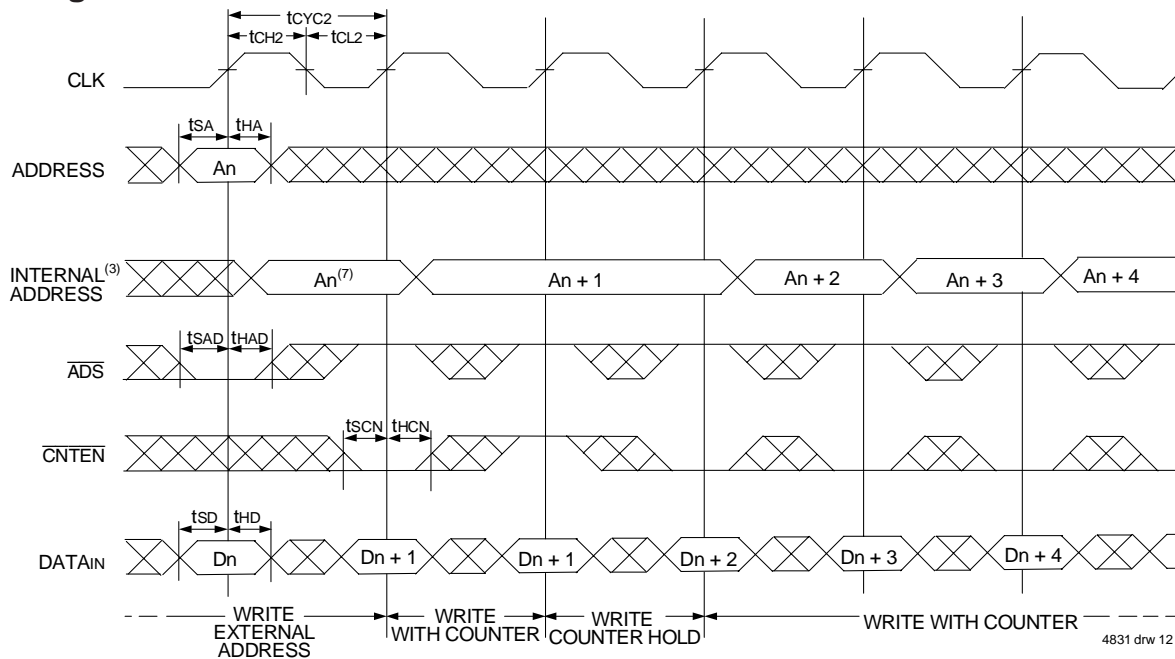 tCYC2
tCH2 tCL2
CLK
tSA tHA
ADDRESS An
INTERNAL(3)
ADDRESS
An(7) An + 1 An + 2 An + 3 An + 4
tSAD tHAD
ADS
tSCN tHCN
CNTEN
tSD tHD
DATAIN Dn Dn + 1 Dn + 1 Dn + 2 Dn + 3 Dn + 4
WRITE
EXTERNAL
ADDRESS
WRITE
WITH COUNTER
WRITE
COUNTER HOLD
WRITE WITH COUNTER
4831 drw 12